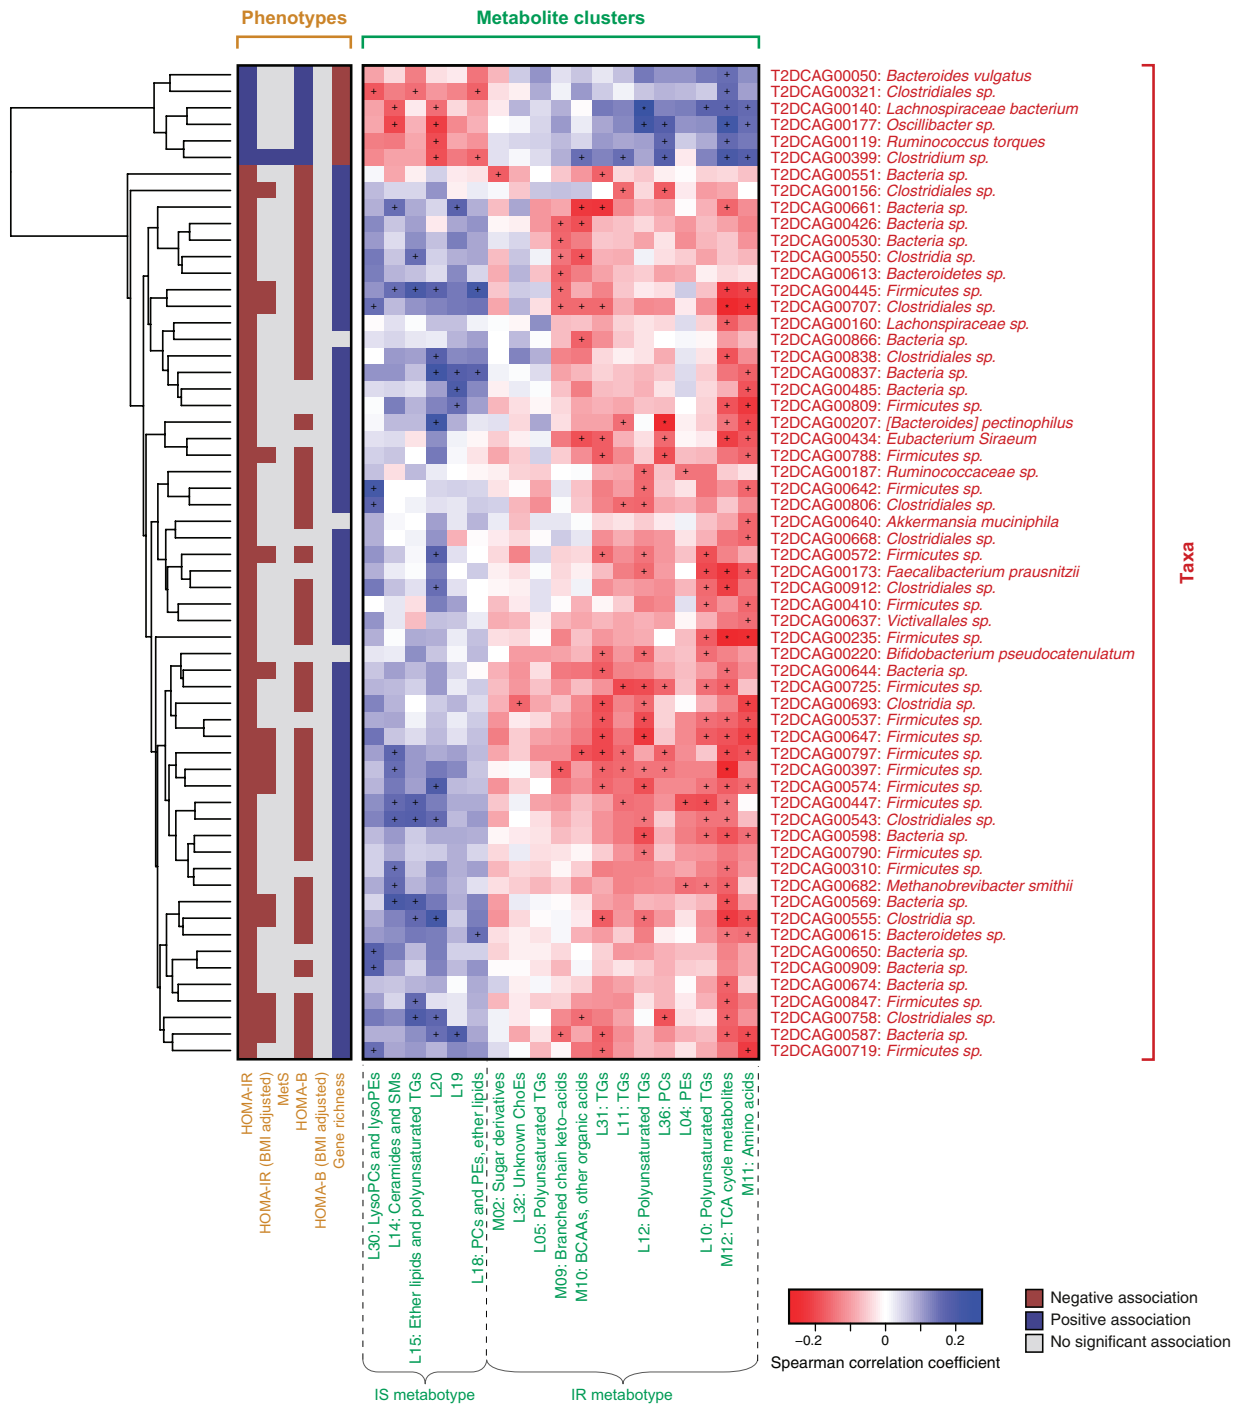 Phenotypes
Metabolite clusters
T2DCAG00050: Bacteroides vulgatus
T2DCAG00321: Clostridiales sp.
T2DCAG00140: Lachnospiraceae bacterium
T2DCAG00177: Oscillibacter sp.
T2DCAG00119: Ruminococcus torques
T2DCAG00399: Clostridium sp.
T2DCAG00551: Bacteria sp.
T2DCAG00156: Clostridiales sp.
T2DCAG00661: Bacteria sp.
T2DCAG00426: Bacteria sp.
T2DCAG00530: Bacteria sp.
T2DCAG00550: Clostridia sp.
T2DCAG00613: Bacteroidetes sp.
T2DCAG00445: Firmicutes sp.
T2DCAG00707: Clostridiales sp.
T2DCAG00160: Lachonspiraceae sp.
T2DCAG00866: Bacteria sp.
T2DCAG00838: Clostridiales sp.
T2DCAG00837: Bacteria sp.
T2DCAG00485: Bacteria sp.
T2DCAG00809: Firmicutes sp.
T2DCAG00207: [Bacteroides] pectinophilus
T2DCAG00434: Eubacterium Siraeum
T2DCAG00788: Firmicutes sp.
T2DCAG00187: Ruminococcaceae sp.
T2DCAG00642: Firmicutes sp.
T2DCAG00806: Clostridiales sp.
T2DCAG00640: Akkermansia muciniphila
T2DCAG00668: Clostridiales sp.
T2DCAG00572: Firmicutes sp.
T2DCAG00173: Faecalibacterium prausnitzii
T2DCAG00912: Clostridiales sp.
T2DCAG00410: Firmicutes sp.
T2DCAG00637: Victivallales sp.
T2DCAG00235: Firmicutes sp.
T2DCAG00220: Bifidobacterium pseudocatenulatum
T2DCAG00644: Bacteria sp.
T2DCAG00725: Firmicutes sp.
T2DCAG00693: Clostridia sp.
T2DCAG00537: Firmicutes sp.
T2DCAG00647: Firmicutes sp.
T2DCAG00797: Firmicutes sp.
T2DCAG00397: Firmicutes sp.
T2DCAG00574: Firmicutes sp.
T2DCAG00447: Firmicutes sp.
T2DCAG00543: Clostridiales sp.
T2DCAG00598: Bacteria sp.
T2DCAG00790: Firmicutes sp.
T2DCAG00310: Firmicutes sp.
T2DCAG00682: Methanobrevibacter smithii
T2DCAG00569: Bacteria sp.
T2DCAG00555: Clostridia sp.
T2DCAG00615: Bacteroidetes sp.
T2DCAG00650: Bacteria sp.
T2DCAG00909: Bacteria sp.
T2DCAG00674: Bacteria sp.
T2DCAG00847: Firmicutes sp.
T2DCAG00758: Clostridiales sp.
T2DCAG00587: Bacteria sp.
T2DCAG00719: Firmicutes sp.
Taxa
HOMA-IR
HOMA-IR (BMI adjusted)
MetS
HOMA-B
HOMA-B (BMI adjusted)
Gene richness
L30: LysoPCs and lysoPEs
L14: Ceramides and SMs
L15: Ether lipids and polyunsaturated TGs
L20
L19
L18: PCs and PEs, ether lipids
M02: Sugar derivatives
L32: Unknown ChoEs
L05: Polyunsaturated TGs
M09: Branched chain keto–acids
M10: BCAAs, other organic acids
L31: TGs
L11: TGs
L12: Polyunsaturated TGs
L36: PCs
L04: PEs
L10: Polyunsaturated TGs
M12: TCA cycle metabolites
M11: Amino acids
IS metabotype
IR metabotype
−0.2 0 0.2
Spearman correlation coefficient
Negative association
Positive association
No significant association